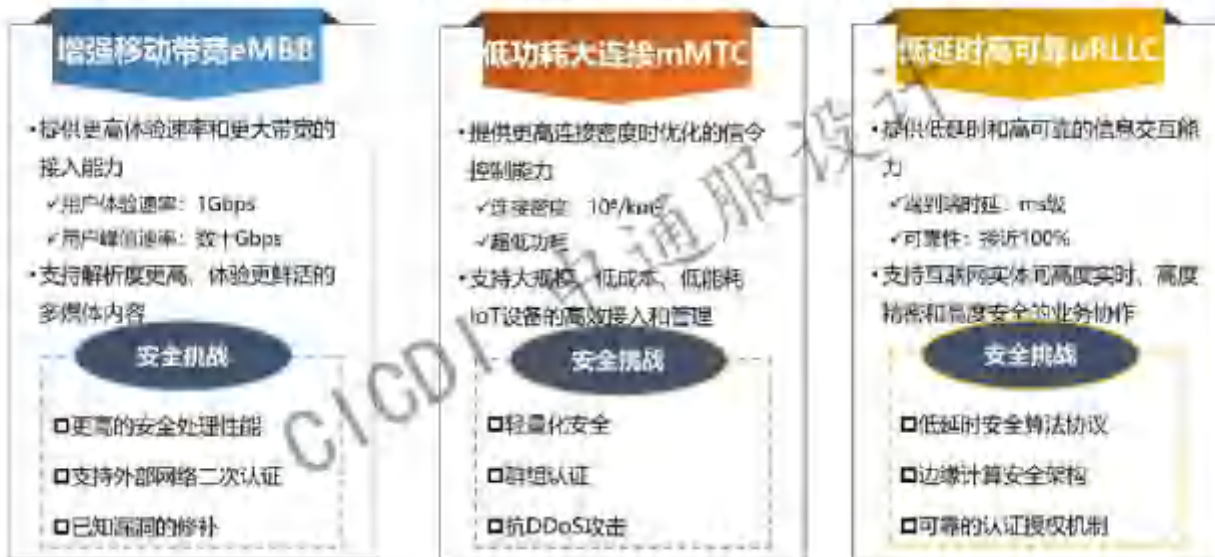 增强移动带宽eMBB
•提供更高体验速率和更大带宽的
接入能力
✓用户体验速率：1Gbps
✓用户峰值速率：数十Gbps
•支持解析度更高、体验更鲜活的
多媒体内容
安全挑战
更高的安全处理性能
支持外部网络二次认证
已知漏洞的修补
低功耗大连接mMTC
•提供更高连接密度时优化的信令
控制能力
✓连接密度：10⁶/km²
✓超低功耗
•支持大规模、低成本、低能耗
IoT设备的高效接入和管理
安全挑战
轻量化安全
群组认证
抗DDoS攻击
低延时高可靠uRLLC
•提供低延时和高可靠的信息交互能
力
✓端到端时延：ms级
✓可靠性：接近100%
•支持互联网实体间高度实时、高度
精密和高度安全的业务协作
安全挑战
低延时安全算法协议
边缘计算安全架构
可靠的认证授权机制
CICDI 中通服设计